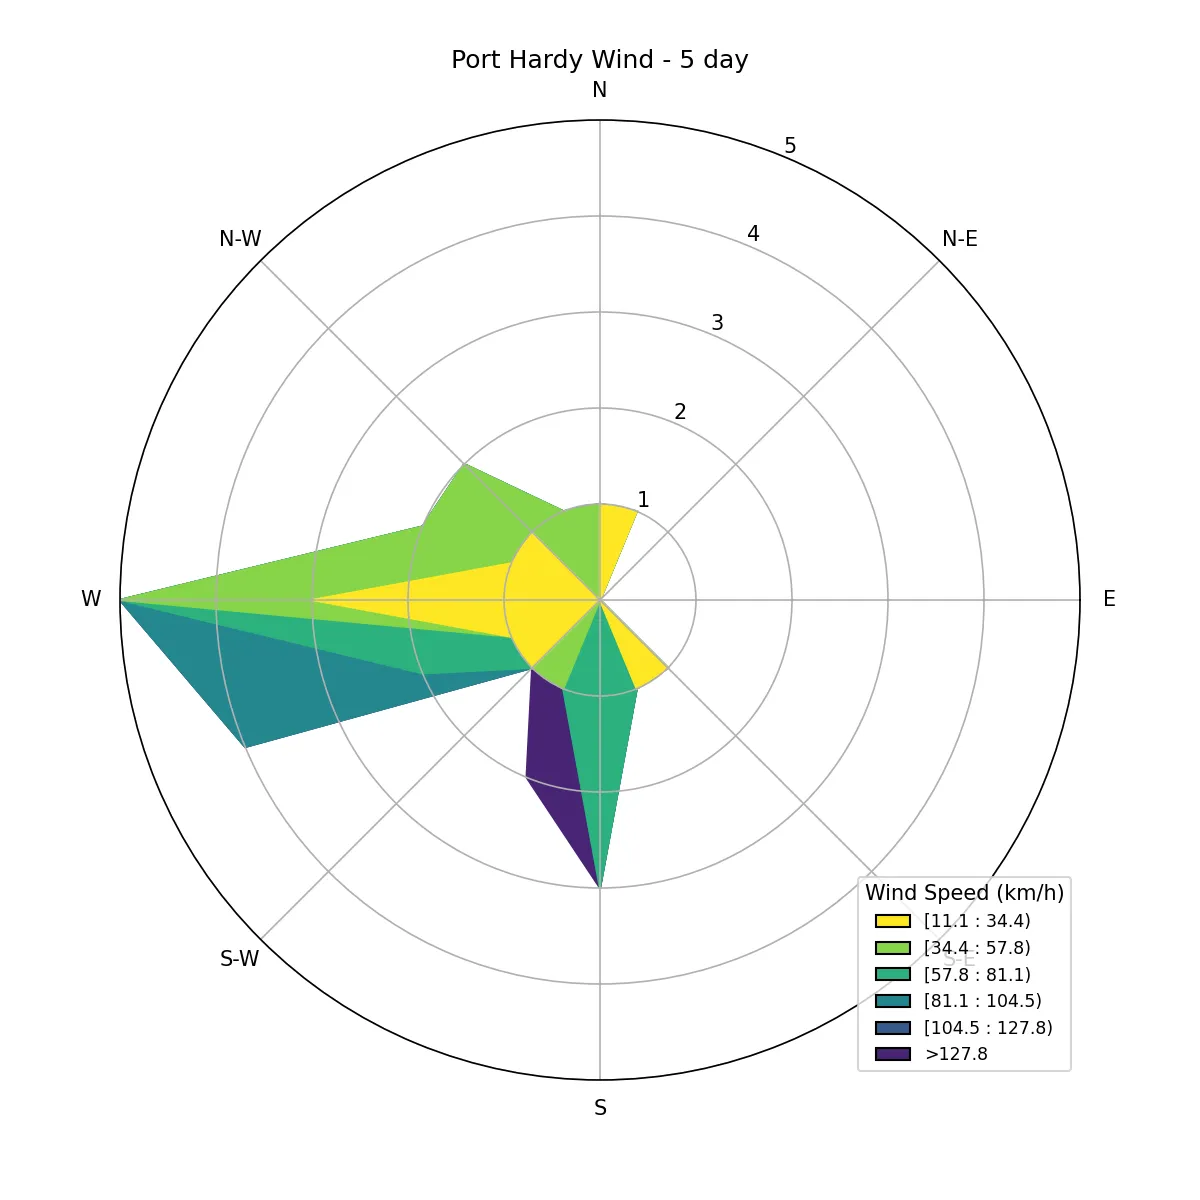 Port Hardy Wind - 5 day
N
5
N-W
4
N-E
3
2
1
W
E
Wind Speed (km/h)
[11.1 : 34.4)
[34.4 : 57.8)
S-W
S-E
[57.8 : 81.1)
[81.1 : 104.5)
[104.5 : 127.8)
>127.8
S